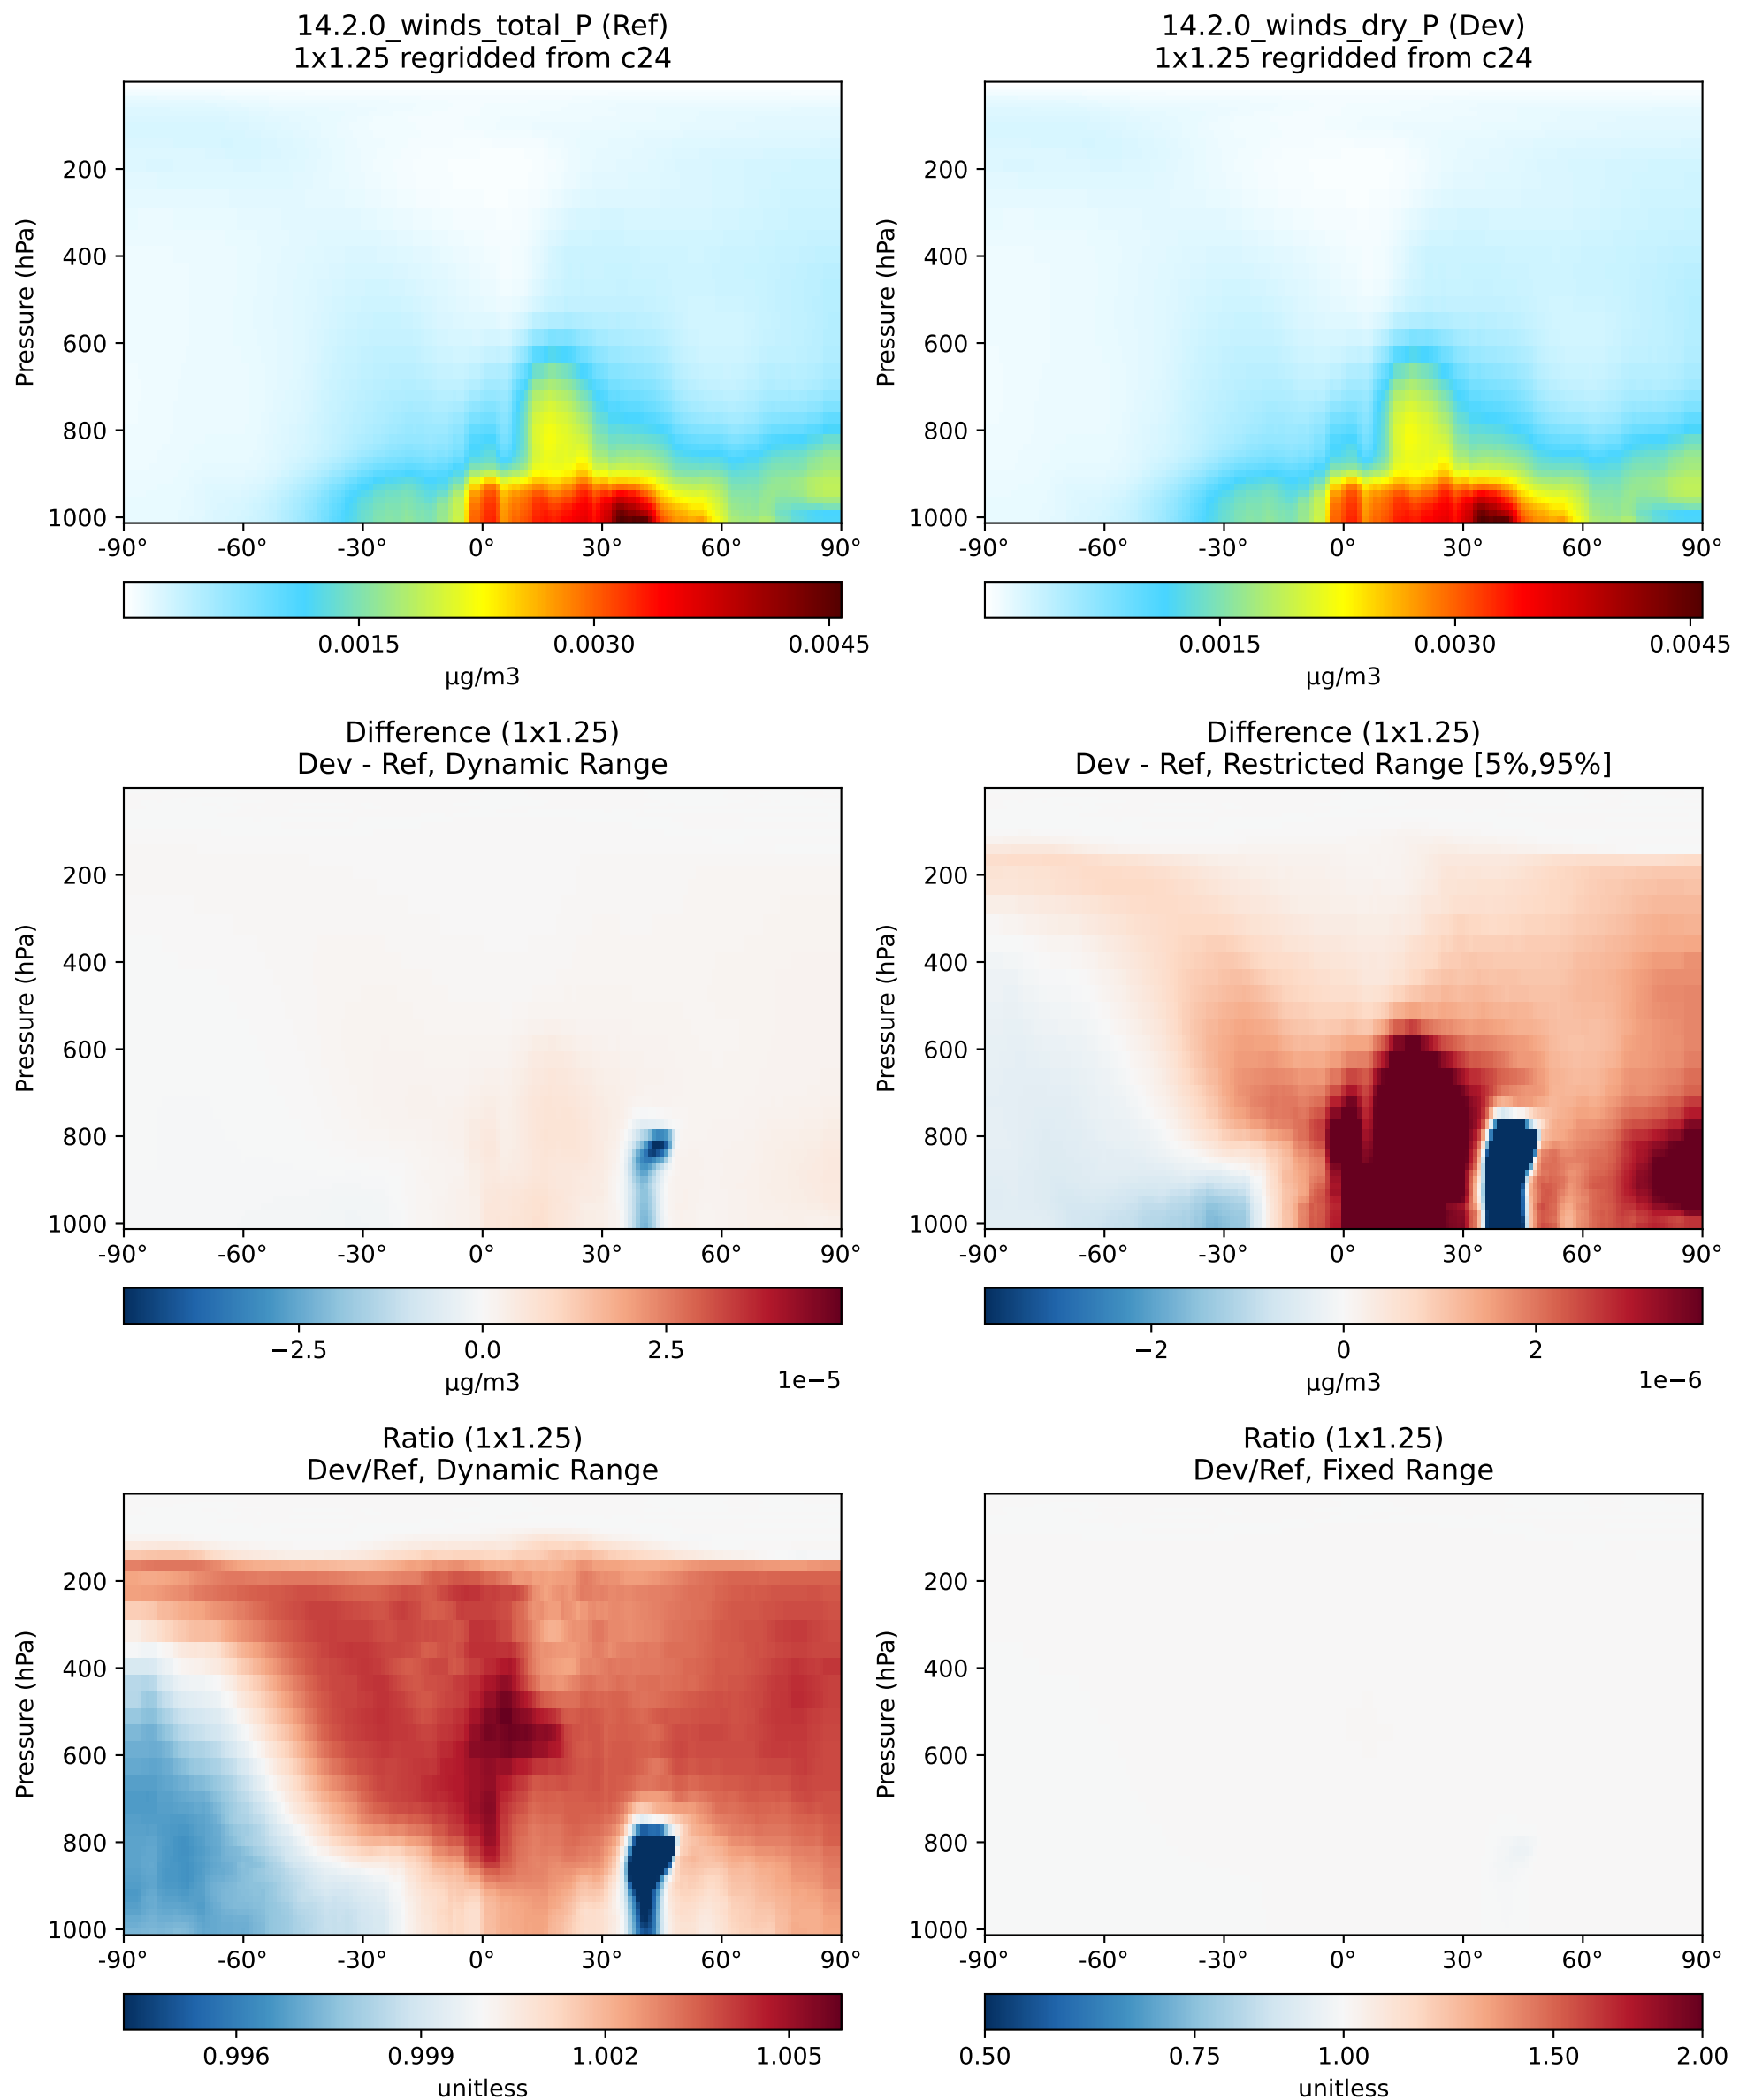 14.2.0_winds_total_P (Ref)
1x1.25 regridded from c24
Pressure (hPa)
200
400
600
800
1000
-90° -60° -30° 0° 30° 60° 90°
0.0015 0.0030 0.0045
μg/m3
14.2.0_winds_dry_P (Dev)
1x1.25 regridded from c24
Pressure (hPa)
200
400
600
800
1000
-90° -60° -30° 0° 30° 60° 90°
0.0015 0.0030 0.0045
μg/m3
Difference (1x1.25)
Dev - Ref, Dynamic Range
Pressure (hPa)
200
400
600
800
1000
-90° -60° -30° 0° 30° 60° 90°
−2.5 0.0 2.5
μg/m3 1e−5
Difference (1x1.25)
Dev - Ref, Restricted Range [5%,95%]
Pressure (hPa)
200
400
600
800
1000
-90° -60° -30° 0° 30° 60° 90°
−2 0 2
μg/m3 1e−6
Ratio (1x1.25)
Dev/Ref, Dynamic Range
Pressure (hPa)
200
400
600
800
1000
-90° -60° -30° 0° 30° 60° 90°
0.996 0.999 1.002 1.005
unitless
Ratio (1x1.25)
Dev/Ref, Fixed Range
Pressure (hPa)
200
400
600
800
1000
-90° -60° -30° 0° 30° 60° 90°
0.50 0.75 1.00 1.50 2.00
unitless